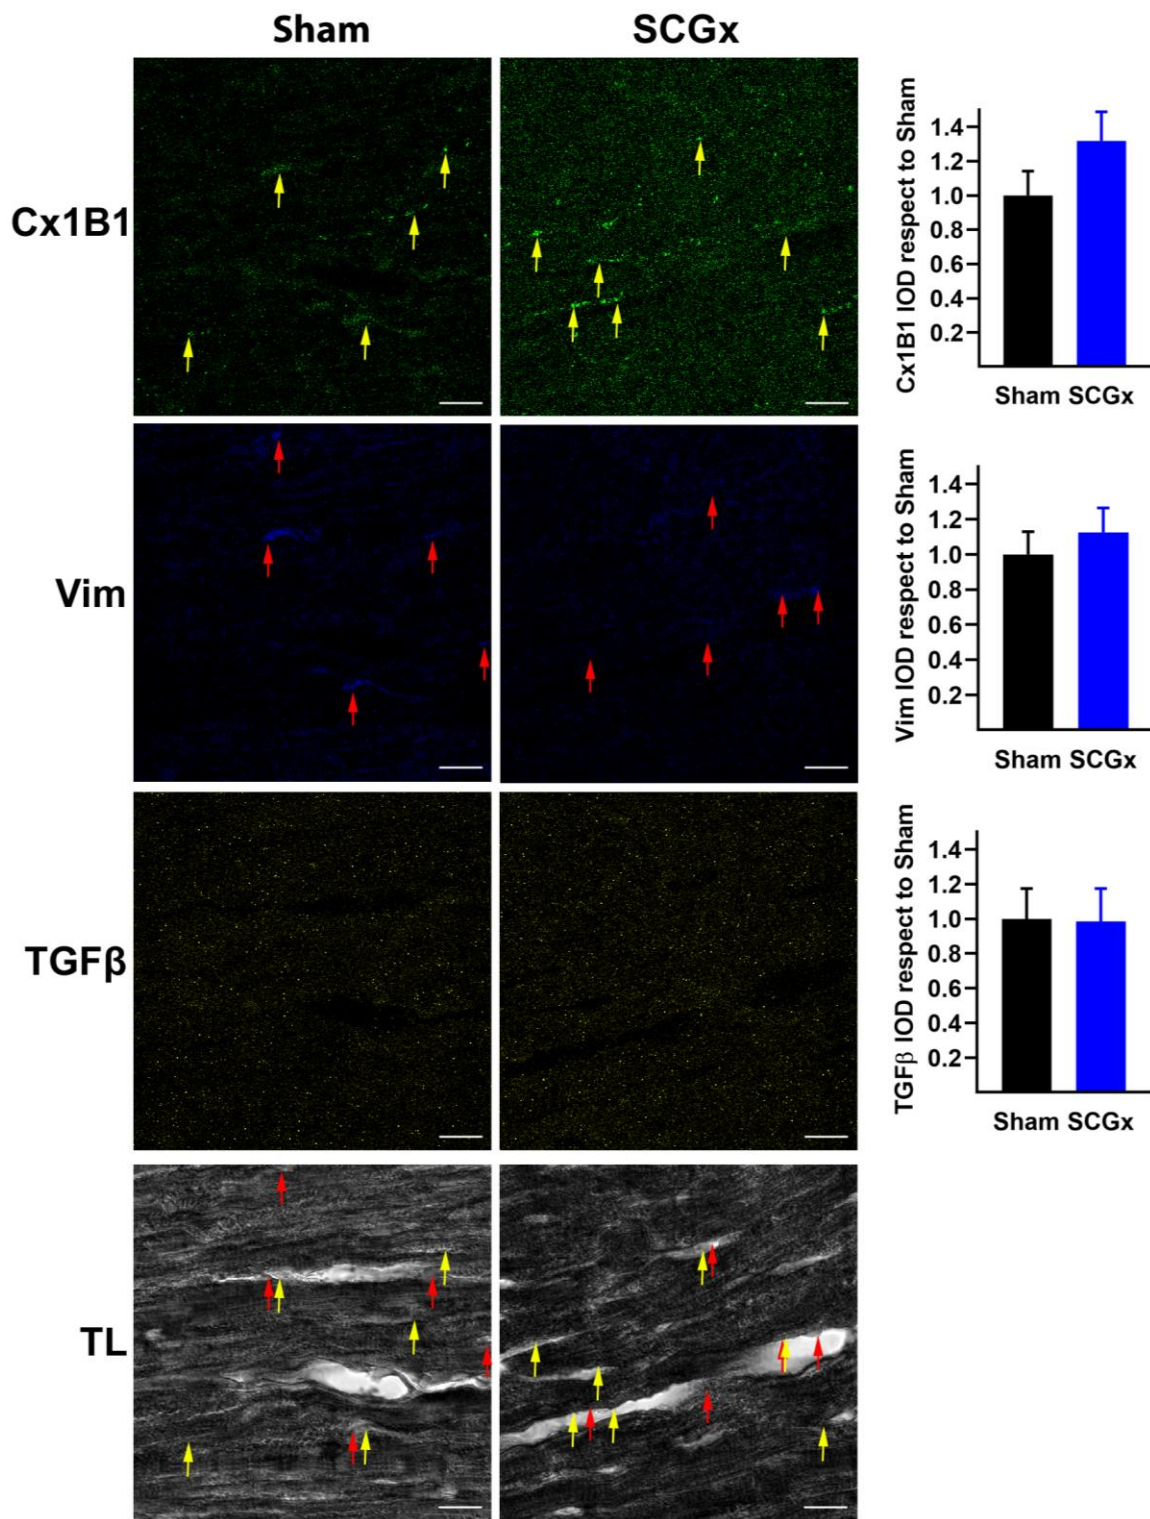 Sham SCGx
Cx1B1
Cx1B1 IOD respect to Sham
1.4
1.2
1.0
0.8
0.6
0.4
0.2
Sham SCGx
Vim
Vim IOD respect to Sham
1.4
1.2
1.0
0.8
0.6
0.4
0.2
Sham SCGx
TGFβ
TGFβ IOD respect to Sham
1.4
1.2
1.0
0.8
0.6
0.4
0.2
Sham SCGx
TL